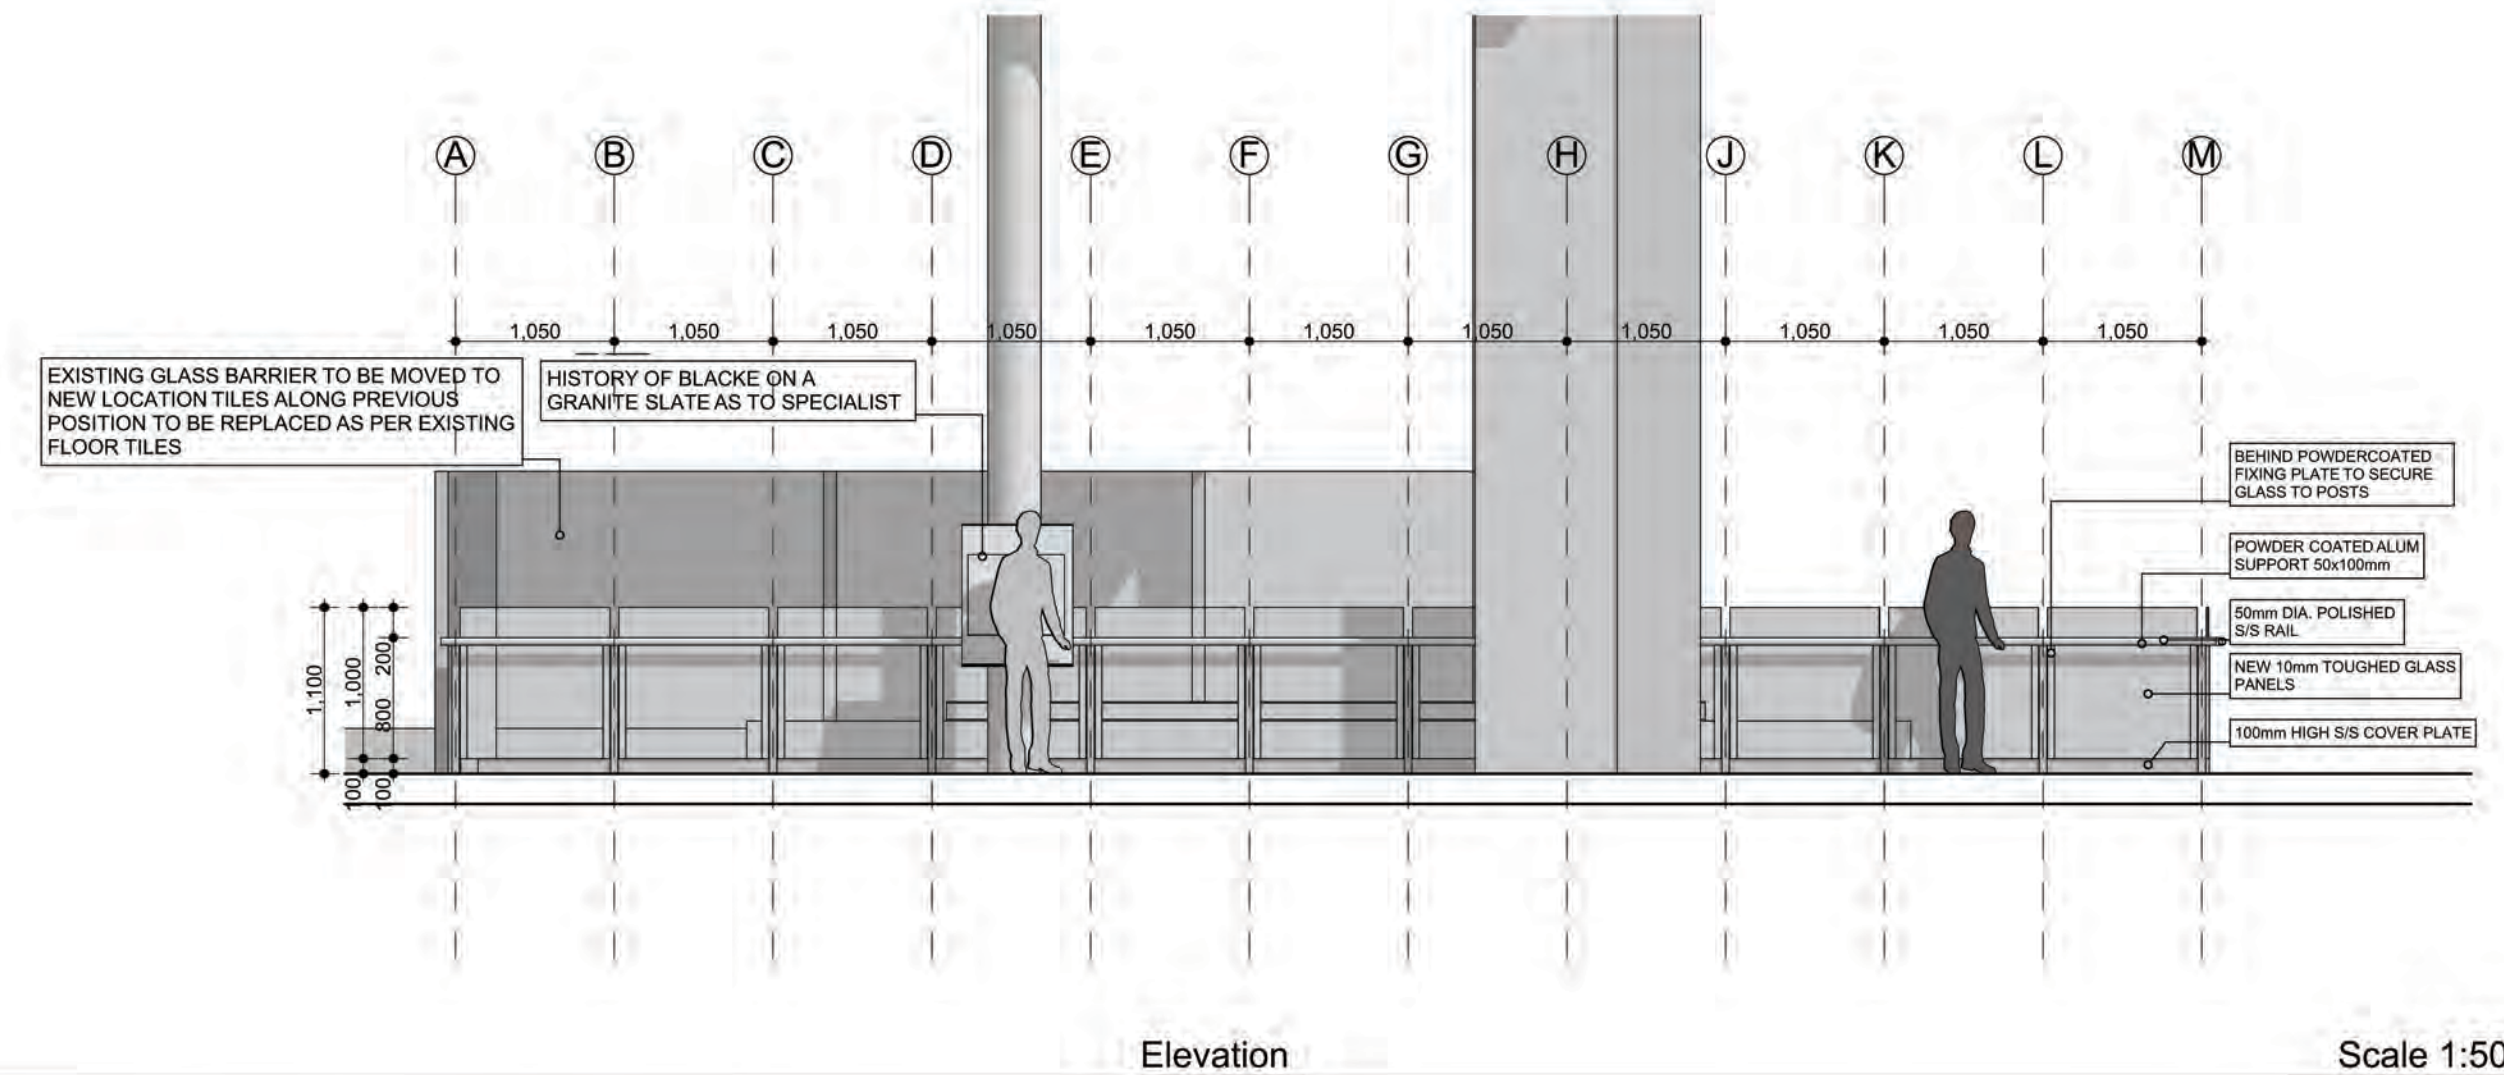 A B C D E F G H J K L M
1,050 1,050 1,050 1,050 1,050 1,050 1,050 1,050 1,050 1,050 1,050
EXISTING GLASS BARRIER TO BE MOVED TO
NEW LOCATION TILES ALONG PREVIOUS
POSITION TO BE REPLACED AS PER EXISTING
FLOOR TILES
HISTORY OF BLACKE ON A
GRANITE SLATE AS TO SPECIALIST
BEHIND POWDERCOATED
FIXING PLATE TO SECURE
GLASS TO POSTS
POWDER COATED ALUM
SUPPORT 50x100mm
50mm DIA. POLISHED
S/S RAIL
NEW 10mm TOUGHED GLASS
PANELS
100mm HIGH S/S COVER PLATE
1,100
1,000
200
800
100
100
Elevation
Scale 1:50